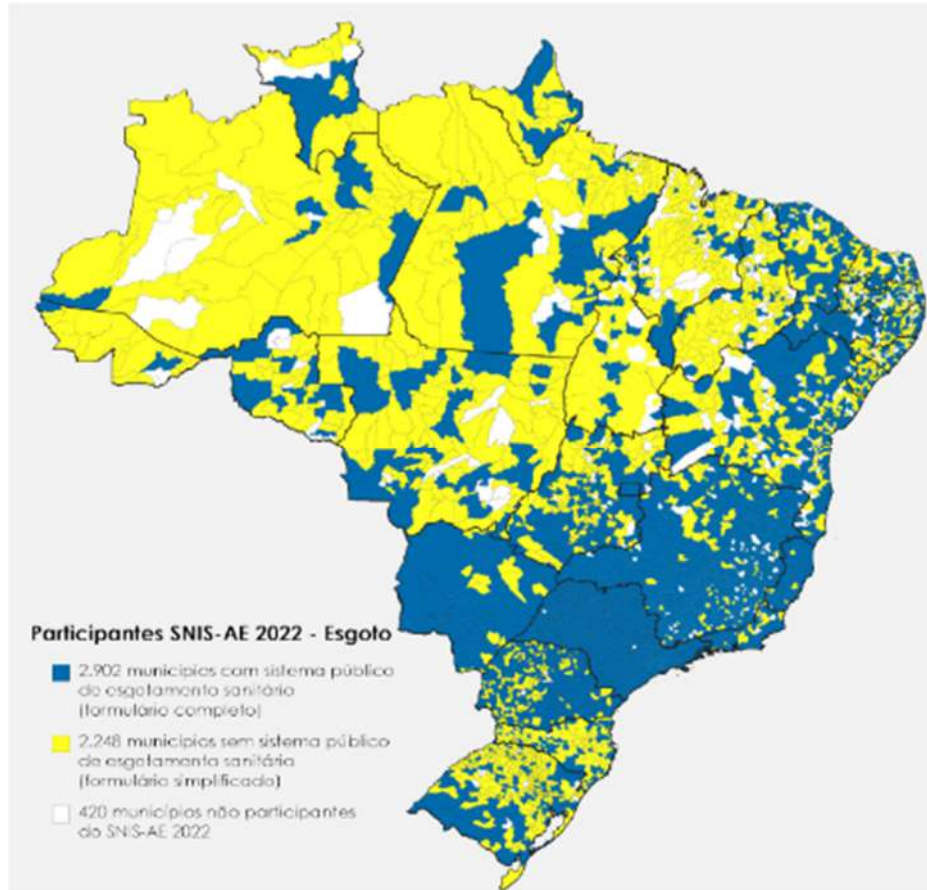 Participantes SNIS-AE 2022 - Esgoto
2.902 municípios com sistema público
de esgotamento sanitário
(formulário completo)
2.248 municípios sem sistema público
de esgotamento sanitário
(formulário simplificado)
420 municípios não participantes
do SNIS-AE 2022